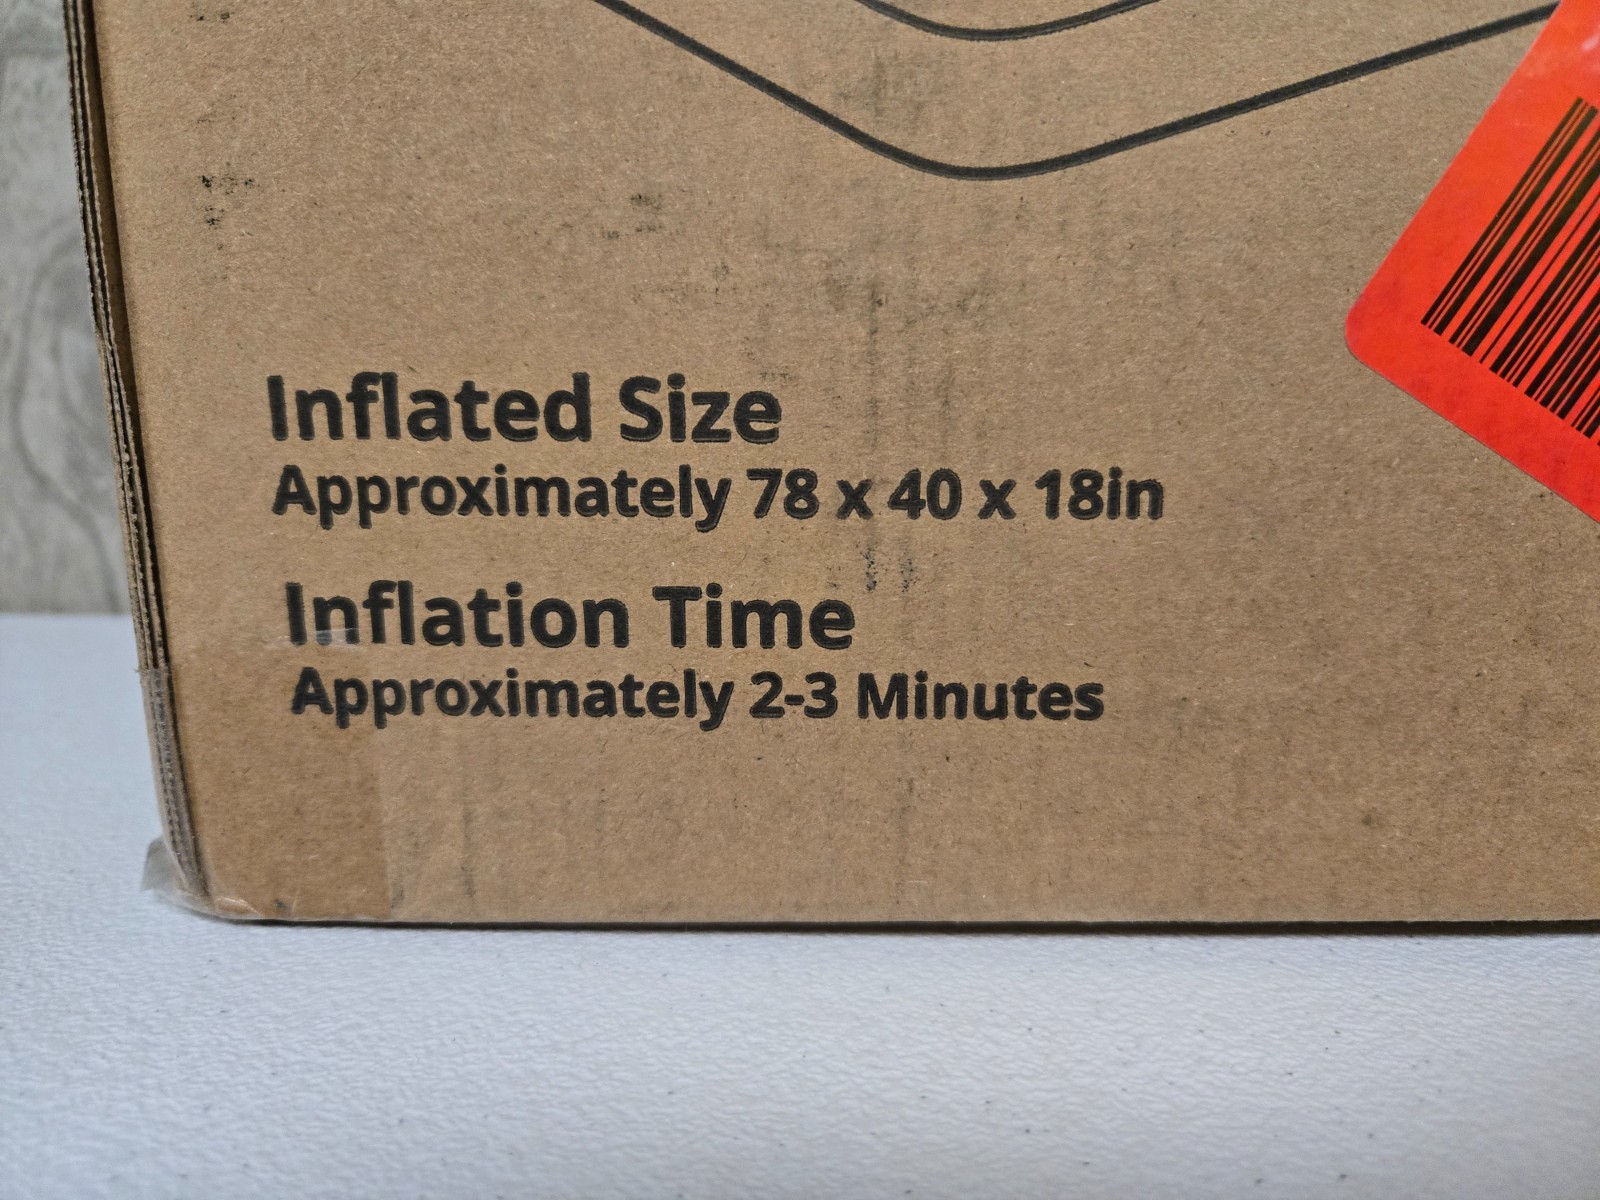 Inflated Size
Approximately 78 x 40 x 18in
Inflation Time
Approximately 2-3 Minutes